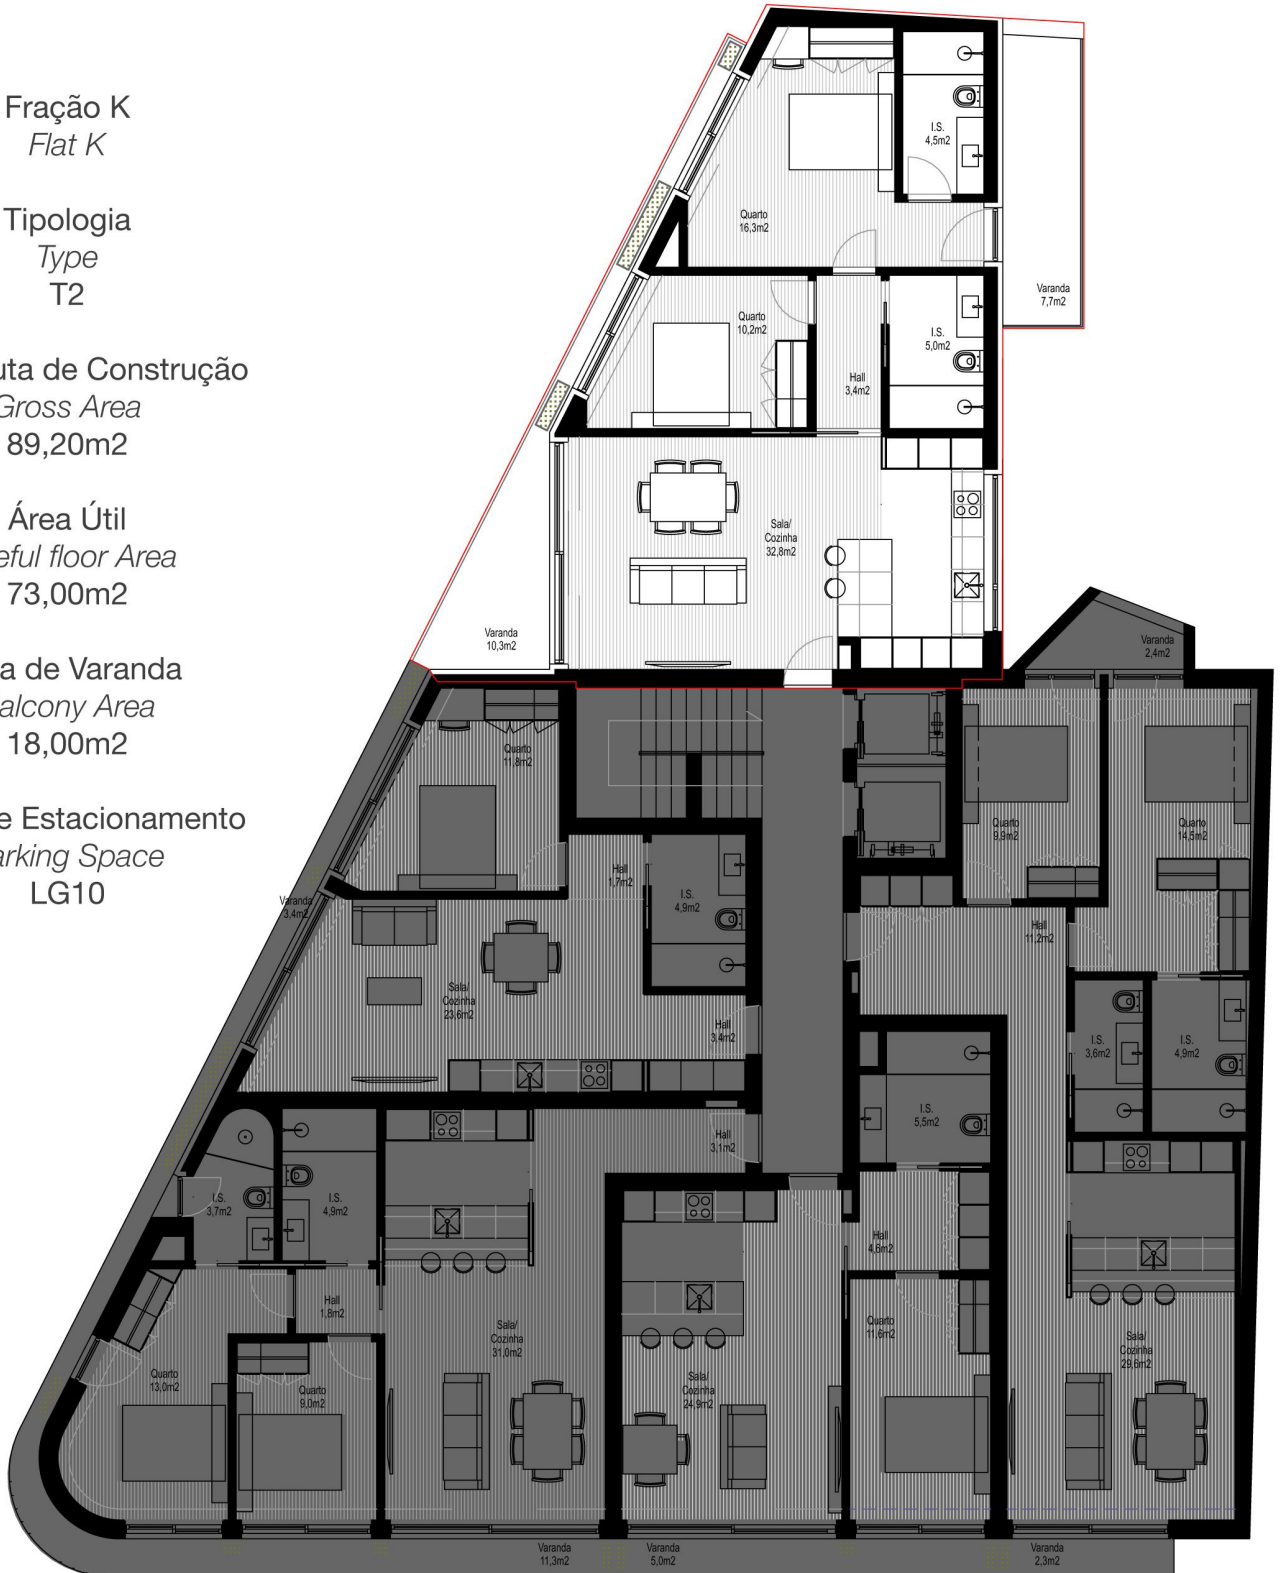 Fração K
Flat K
Tipologia
Type
T2
uta de Construção
Gross Area
89,20m2
Área Útil
eful floor Area
73,00m2
a de Varanda
alcony Area
18,00m2
e Estacionamento
arking Space
LG10
I.S.
4,5m2
Quarto
16,3m2
Varanda
7,7m2
Quarto
10,2m2
I.S.
5,0m2
Hall
3,4m2
Sala/
Cozinha
32,8m2
Varanda
10,3m2
Varanda
2,4m2
Quarto
11,8m2
Quarto
9,9m2
Quarto
14,5m2
Hall
1,7m2
I.S.
4,9m2
Varanda
3,4m2
Hall
11,2m2
Sala/
Cozinha
23,6m2
Hall
3,4m2
I.S.
3,6m2
I.S.
4,9m2
I.S.
5,5m2
Hall
3,1m2
I.S.
3,7m2
I.S.
4,9m2
Hall
4,6m2
Hall
1,8m2
Sala/
Cozinha
31,0m2
Quarto
11,6m2
Sala/
Cozinha
29,6m2
Quarto
13,0m2
Quarto
9,0m2
Sala/
Cozinha
24,9m2
Varanda
11,3m2
Varanda
5,0m2
Varanda
2,3m2